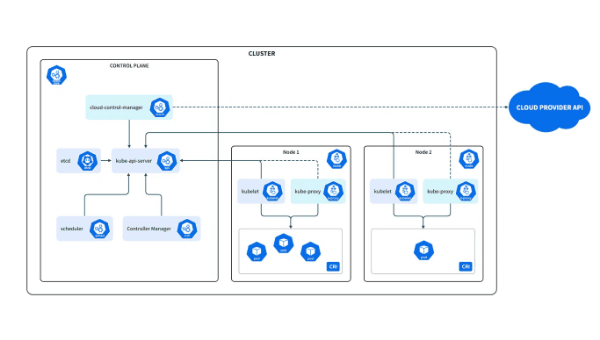 CLUSTER
CONTROL PLANE
cloud-control-manager
CLOUD PROVIDER API
etcd
kube-api-server
scheduler
Controller Manager
Node 1
kubelet
kube-proxy
CRI
Node 2
kubelet
kube-proxy
CRI